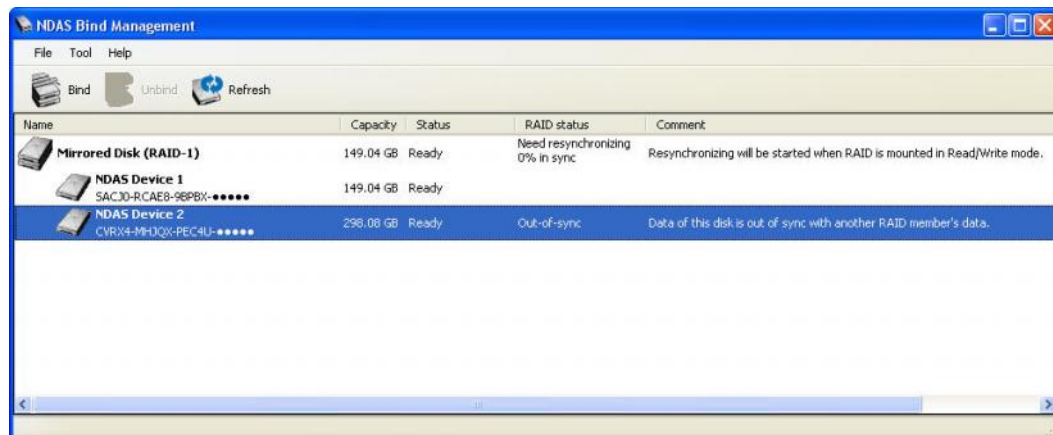 NDAS Bind Management
File Tool Help
Bind Unbind Refresh
Name Capacity Status RAID status Comment
Mirrored Disk (RAID-1) 149.04 GB Ready Need resynchronizing
0% in sync Resynchronizing will be started when RAID is mounted in Read/Write mode.
NDAS Device 1
SACJ0-RCAE8-9BPBX-●●●●● 149.04 GB Ready
NDAS Device 2
CVRX4-MHJQX-PEC4U-●●●●● 298.08 GB Ready Out-of-sync Data of this disk is out of sync with another RAID member's data.